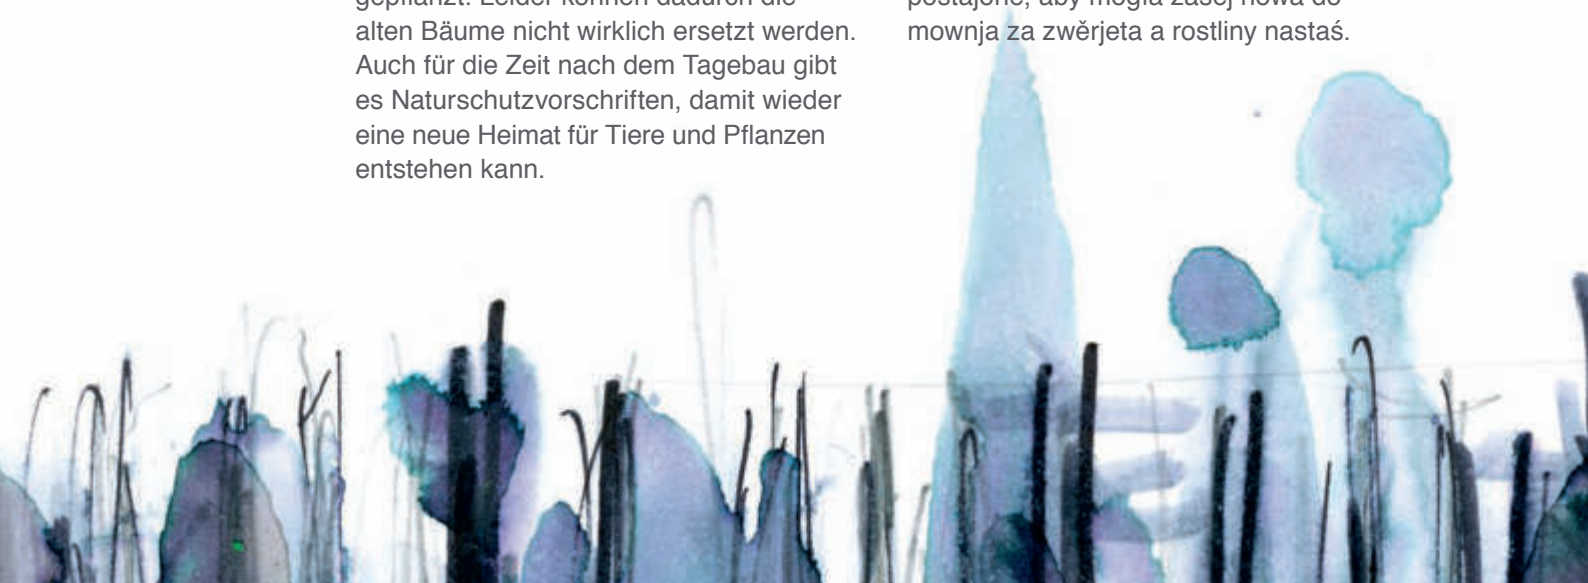 gepflanzt. Leider können dadurch die
alten Bäume nicht wirklich ersetzt werden.
Auch für die Zeit nach dem Tagebau gibt
es Naturschutzvorschriften, damit wieder
eine neue Heimat für Tiere und Pflanzen
entstehen kann.
postajone, aby mogła zasej nowa do-
mownja za zwěrjeta a rostliny nastaś.